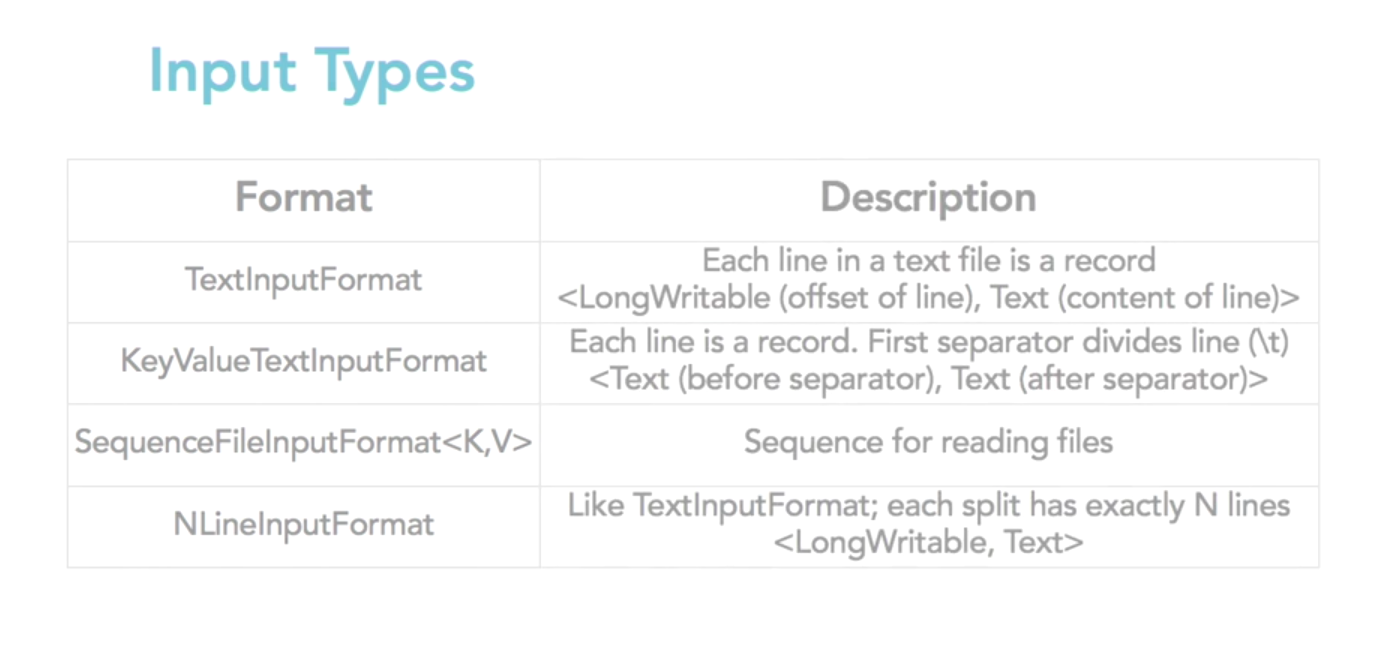 Input Types
Format
Description
TextInputFormat
Each line in a text file is a record
<LongWritable (offset of line), Text (content of line)>
KeyValueTextInputFormat
Each line is a record. First separator divides line (\t)
<Text (before separator), Text (after separator)>
SequenceFileInputFormat<K,V>
Sequence for reading files
NLineInputFormat
Like TextInputFormat; each split has exactly N lines
<LongWritable, Text>